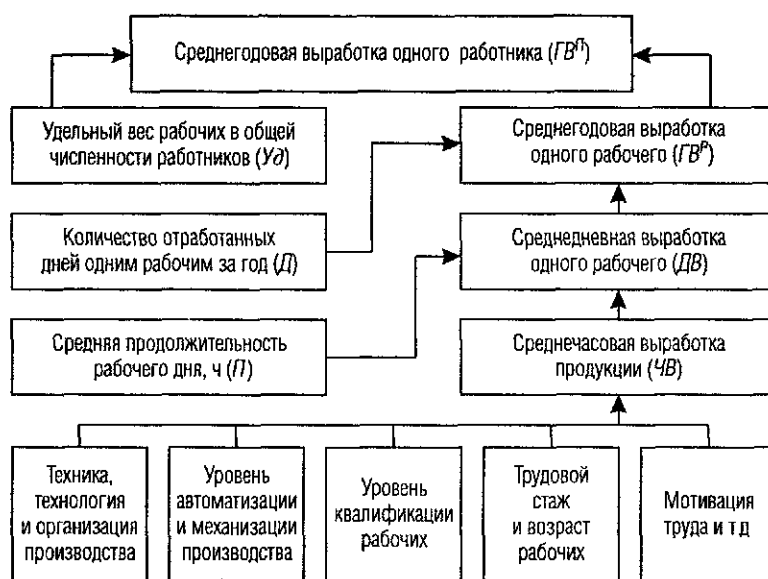 Среднегодовая выработка одного работника (ГВП)
Удельный вес рабочих в общей
численности работников (Уд)
Среднегодовая выработка
одного рабочего (ГВР)
Количество отработанных
дней одним рабочим за год (Д)
Среднедневная выработка
одного рабочего (ДВ)
Средняя продолжительность
рабочего дня, ч (П)
Среднечасовая выработка
продукции (ЧВ)
Техника,
технология
и организация
производства
Уровень
автоматизации
и механизации
производства
Уровень
квалификации
рабочих
Трудовой
стаж
и возраст
рабочих
Мотивация
труда и т д